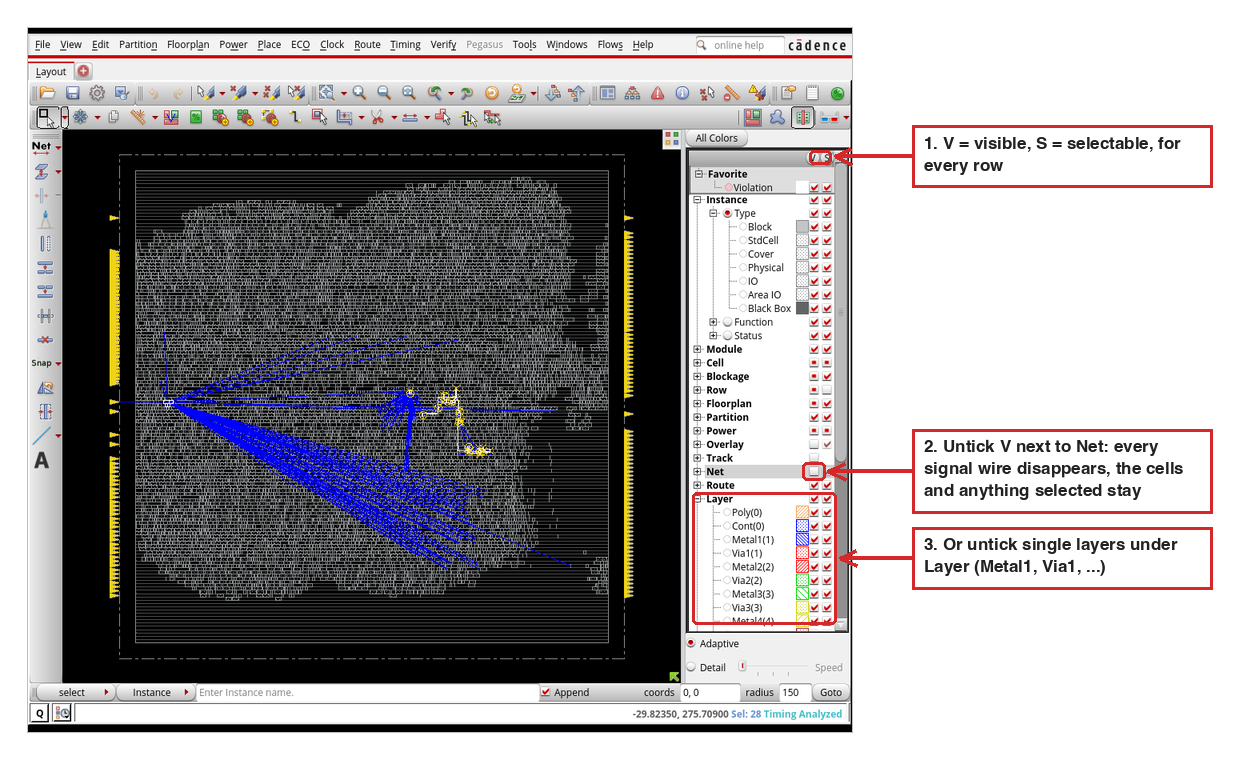 File View Edit Partition Floorplan Power Place ECO Clock Route Timing Verify Pegasus Tools Windows Flows Help online help cādence
Layout
All Colors
Net
V S
Favorite
Violation
Instance
Type
Block
StdCell
Cover
Physical
IO
Area IO
Black Box
Function
Status
Module
Cell
Blockage
Row
Floorplan
Partition
Power
Overlay
Track
Net
Route
Layer
Poly(0)
Cont(0)
Metal1(1)
Via1(1)
Metal2(2)
Via2(2)
Metal3(3)
Via3(3)
Metal4(4)
Snap
A
Adaptive
Detail Speed
select Instance Enter Instance name. Append coords 0, 0 radius 150 Goto
Q -29.82350, 275.70900 Sel: 28 Timing Analyzed
1. V = visible, S = selectable, for
every row
2. Untick V next to Net: every
signal wire disappears, the cells
and anything selected stay
3. Or untick single layers under
Layer (Metal1, Via1, ...)